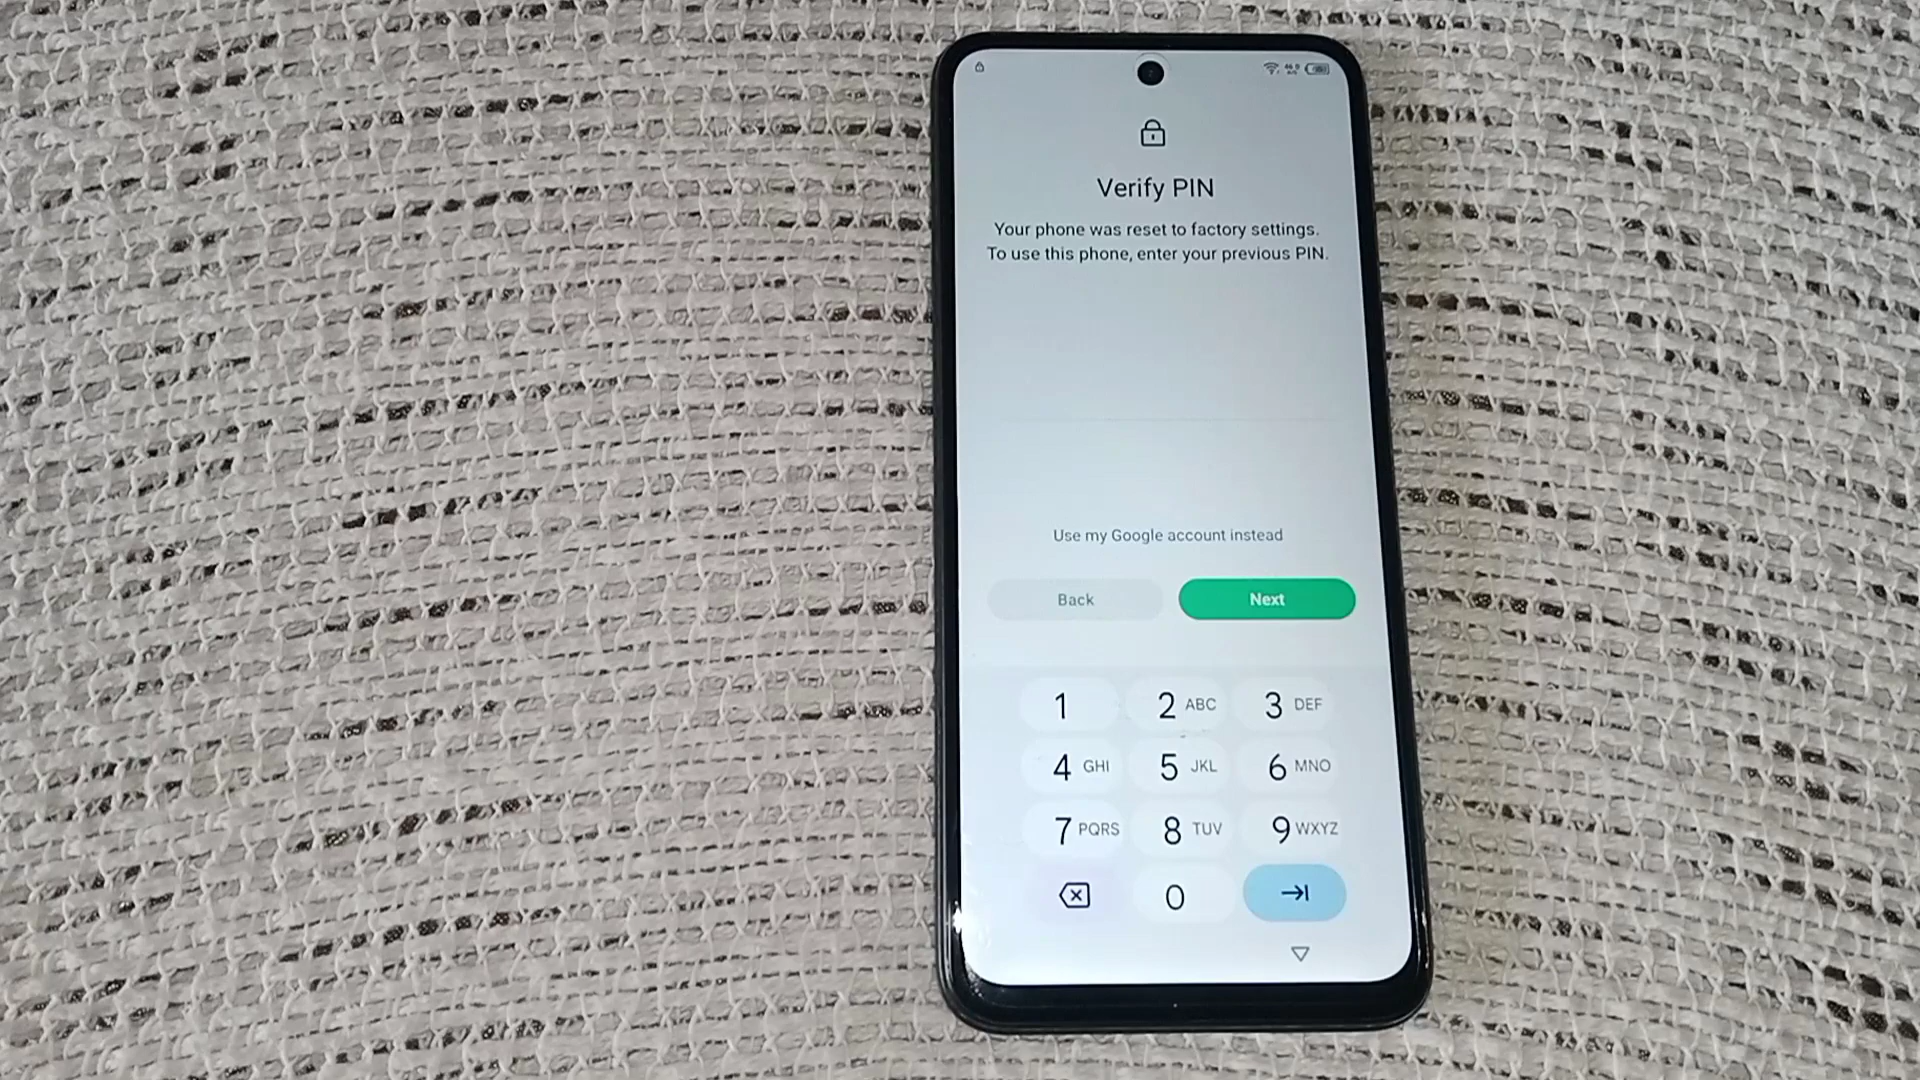 Verify PIN
Your phone was reset to factory settings.
To use this phone, enter your previous PIN.
Use my Google account instead
Back
Next
1
2 ABC
3 DEF
4 GHI
5 JKL
6 MNO
7 PQRS
8 TUV
9 WXYZ
0